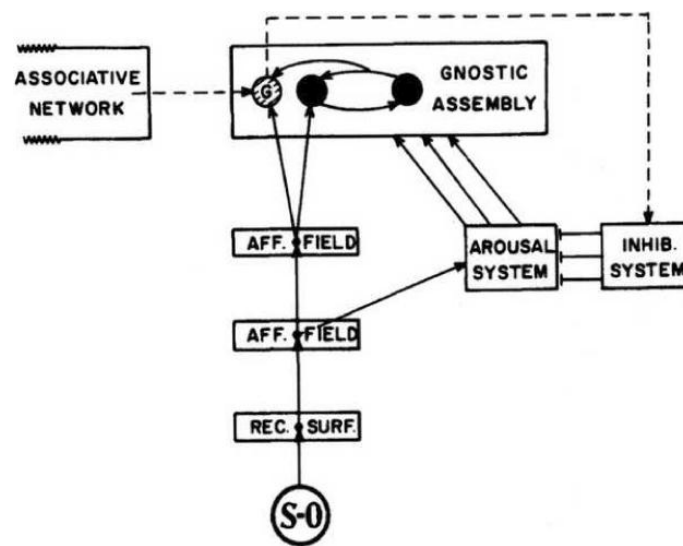 ASSOCIATIVE
NETWORK
G
GNOSTIC
ASSEMBLY
AFF. FIELD
AROUSAL
SYSTEM
INHIB.
SYSTEM
AFF. FIELD
REC. SURF.
S-O